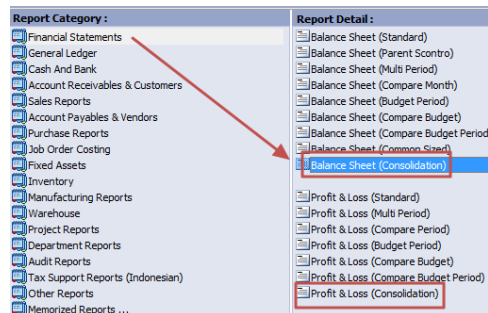 Report Category :
Financial Statements
General Ledger
Cash And Bank
Account Receivables & Customers
Sales Reports
Account Payables & Vendors
Purchase Reports
Job Order Costing
Fixed Assets
Inventory
Manufacturing Reports
Warehouse
Project Reports
Department Reports
Audit Reports
Tax Support Reports (Indonesian)
Other Reports
Memorized Reports ...
Report Detail :
Balance Sheet (Standard)
Balance Sheet (Parent Scontro)
Balance Sheet (Multi Period)
Balance Sheet (Compare Month)
Balance Sheet (Budget Period)
Balance Sheet (Compare Budget)
Balance Sheet (Compare Budget Period
Balance Sheet (Common Sized)
Balance Sheet (Consolidation)
Profit & Loss (Standard)
Profit & Loss (Multi Period)
Profit & Loss (Compare Period)
Profit & Loss (Budget Period)
Profit & Loss (Compare Budget)
Profit & Loss (Compare Budget Period)
Profit & Loss (Consolidation)